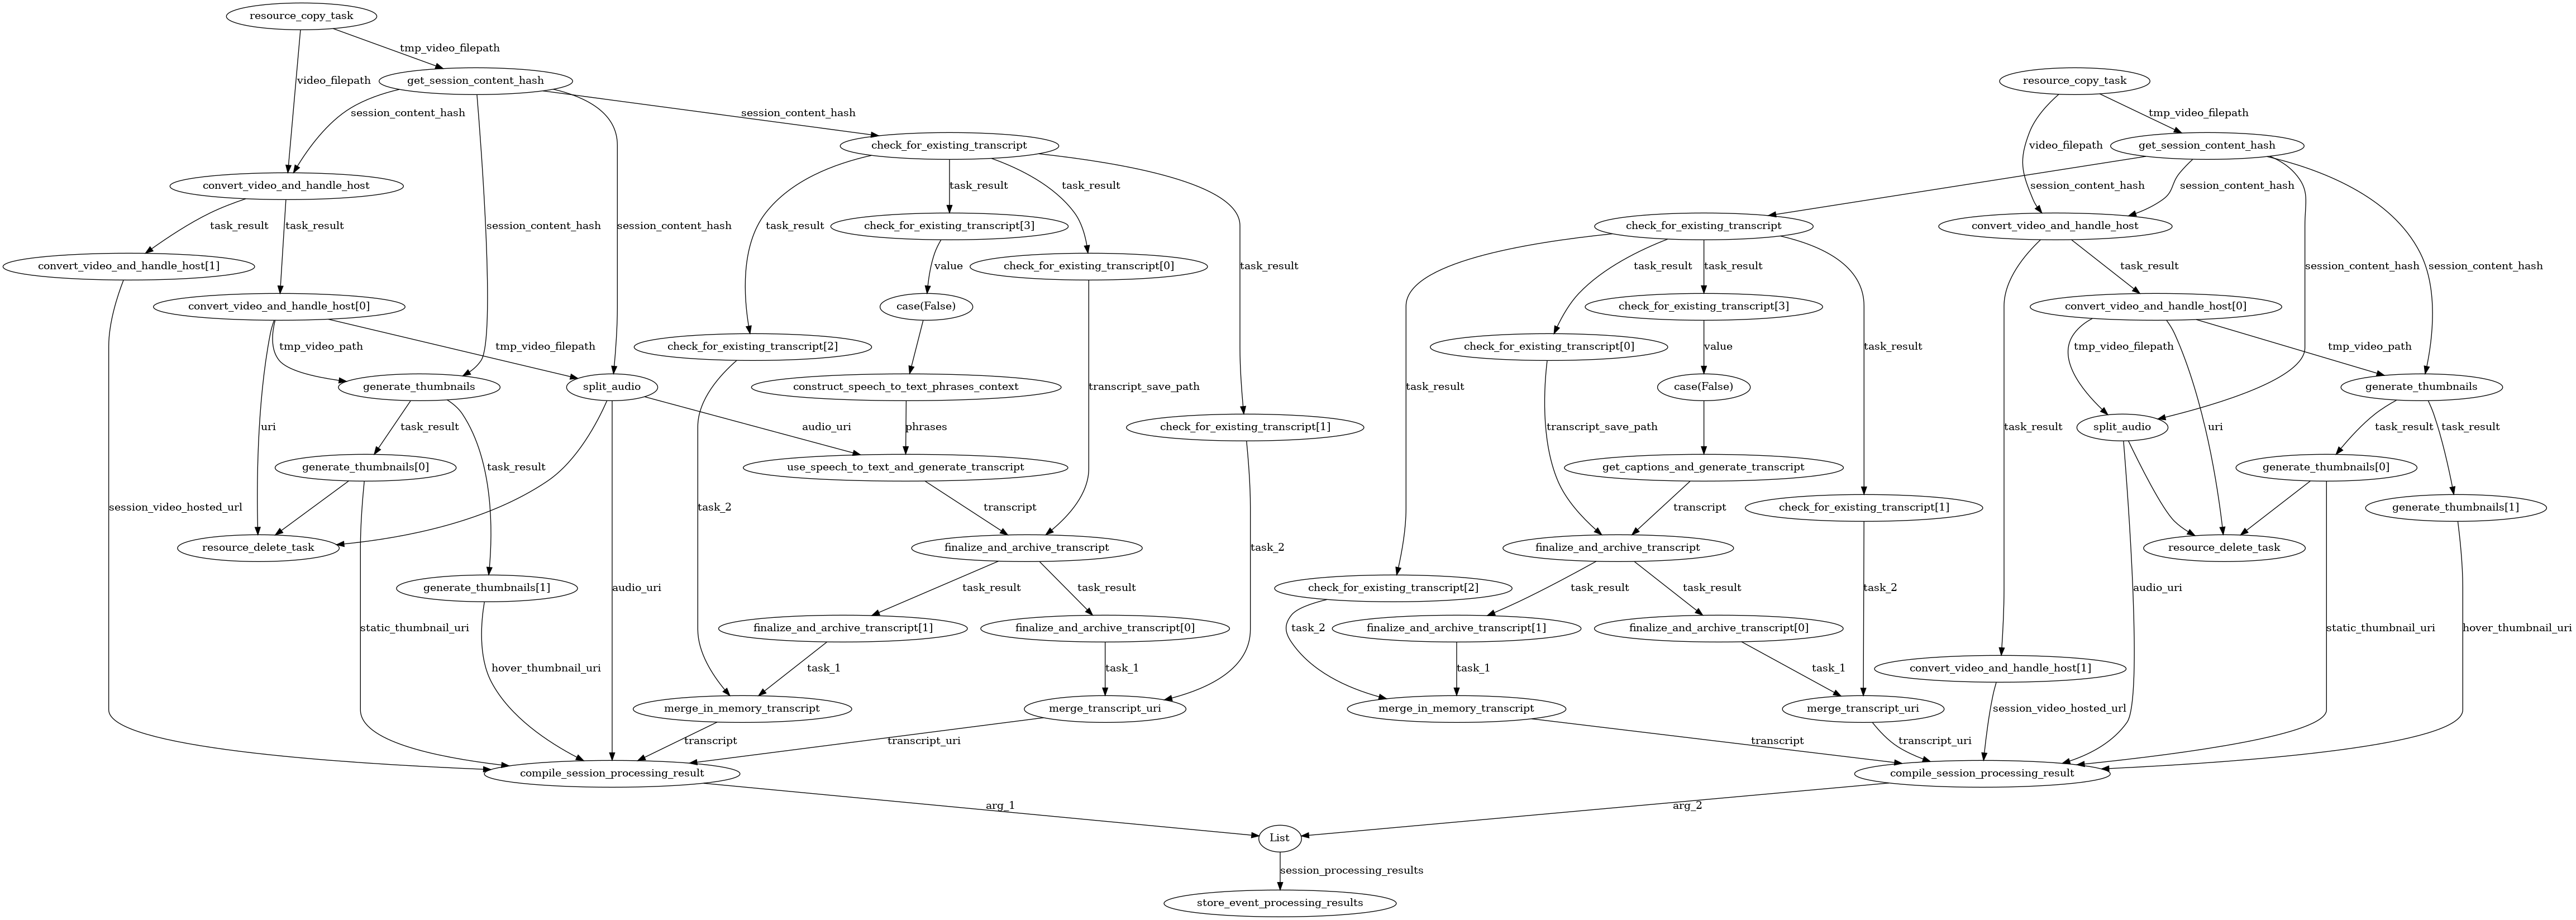 resource_copy_task
tmp_video_filepath
video_filepath
get_session_content_hash
resource_copy_task
session_content_hash
session_content_hash
tmp_video_filepath
check_for_existing_transcript
video_filepath
get_session_content_hash
convert_video_and_handle_host
task_result
task_result
session_content_hash
session_content_hash
task_result
task_result
session_content_hash
session_content_hash
task_result
check_for_existing_transcript[3]
check_for_existing_transcript
convert_video_and_handle_host
convert_video_and_handle_host[1]
value
check_for_existing_transcript[0]
task_result
task_result
task_result
task_result
session_content_hash
session_content_hash
convert_video_and_handle_host[0]
case(False)
check_for_existing_transcript[3]
convert_video_and_handle_host[0]
tmp_video_path
tmp_video_filepath
check_for_existing_transcript[2]
check_for_existing_transcript[0]
value
task_result
tmp_video_filepath
tmp_video_path
generate_thumbnails
split_audio
construct_speech_to_text_phrases_context
transcript_save_path
task_result
case(False)
generate_thumbnails
uri
task_result
audio_uri
phrases
check_for_existing_transcript[1]
transcript_save_path
task_result
split_audio
uri
task_result
task_result
generate_thumbnails[0]
task_result
use_speech_to_text_and_generate_transcript
get_captions_and_generate_transcript
generate_thumbnails[0]
session_video_hosted_url
task_2
transcript
transcript
check_for_existing_transcript[1]
generate_thumbnails[1]
resource_delete_task
finalize_and_archive_transcript
task_2
finalize_and_archive_transcript
resource_delete_task
generate_thumbnails[1]
audio_uri
task_result
task_result
check_for_existing_transcript[2]
task_result
task_result
task_2
audio_uri
static_thumbnail_uri
finalize_and_archive_transcript[1]
finalize_and_archive_transcript[0]
task_2
finalize_and_archive_transcript[1]
finalize_and_archive_transcript[0]
static_thumbnail_uri
hover_thumbnail_uri
hover_thumbnail_uri
task_1
task_1
task_1
task_1
convert_video_and_handle_host[1]
merge_in_memory_transcript
merge_transcript_uri
merge_in_memory_transcript
merge_transcript_uri
session_video_hosted_url
transcript
transcript_uri
transcript
transcript_uri
compile_session_processing_result
compile_session_processing_result
arg_1
arg_2
List
session_processing_results
store_event_processing_results